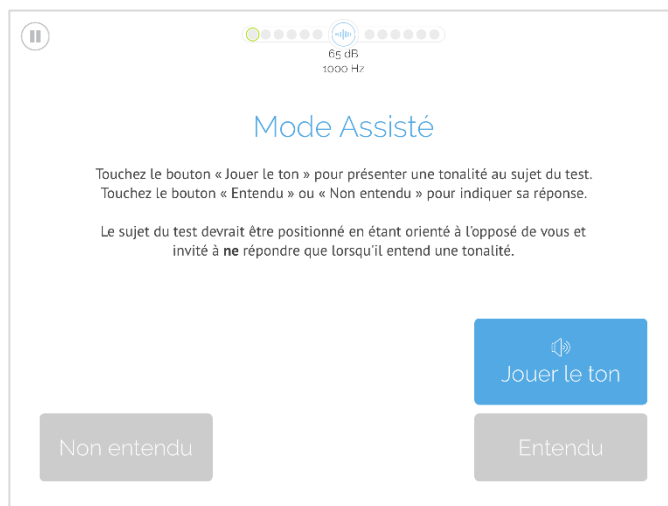 65 dB
1000 Hz
Mode Assisté
Touchez le bouton « Jouer le ton » pour présenter une tonalité au sujet du test.
Touchez le bouton « Entendu » ou « Non entendu » pour indiquer sa réponse.
Le sujet du test devrait être positionné en étant orienté à l'opposé de vous et
invité à ne répondre que lorsqu'il entend une tonalité.
Jouer le ton
Non entendu
Entendu